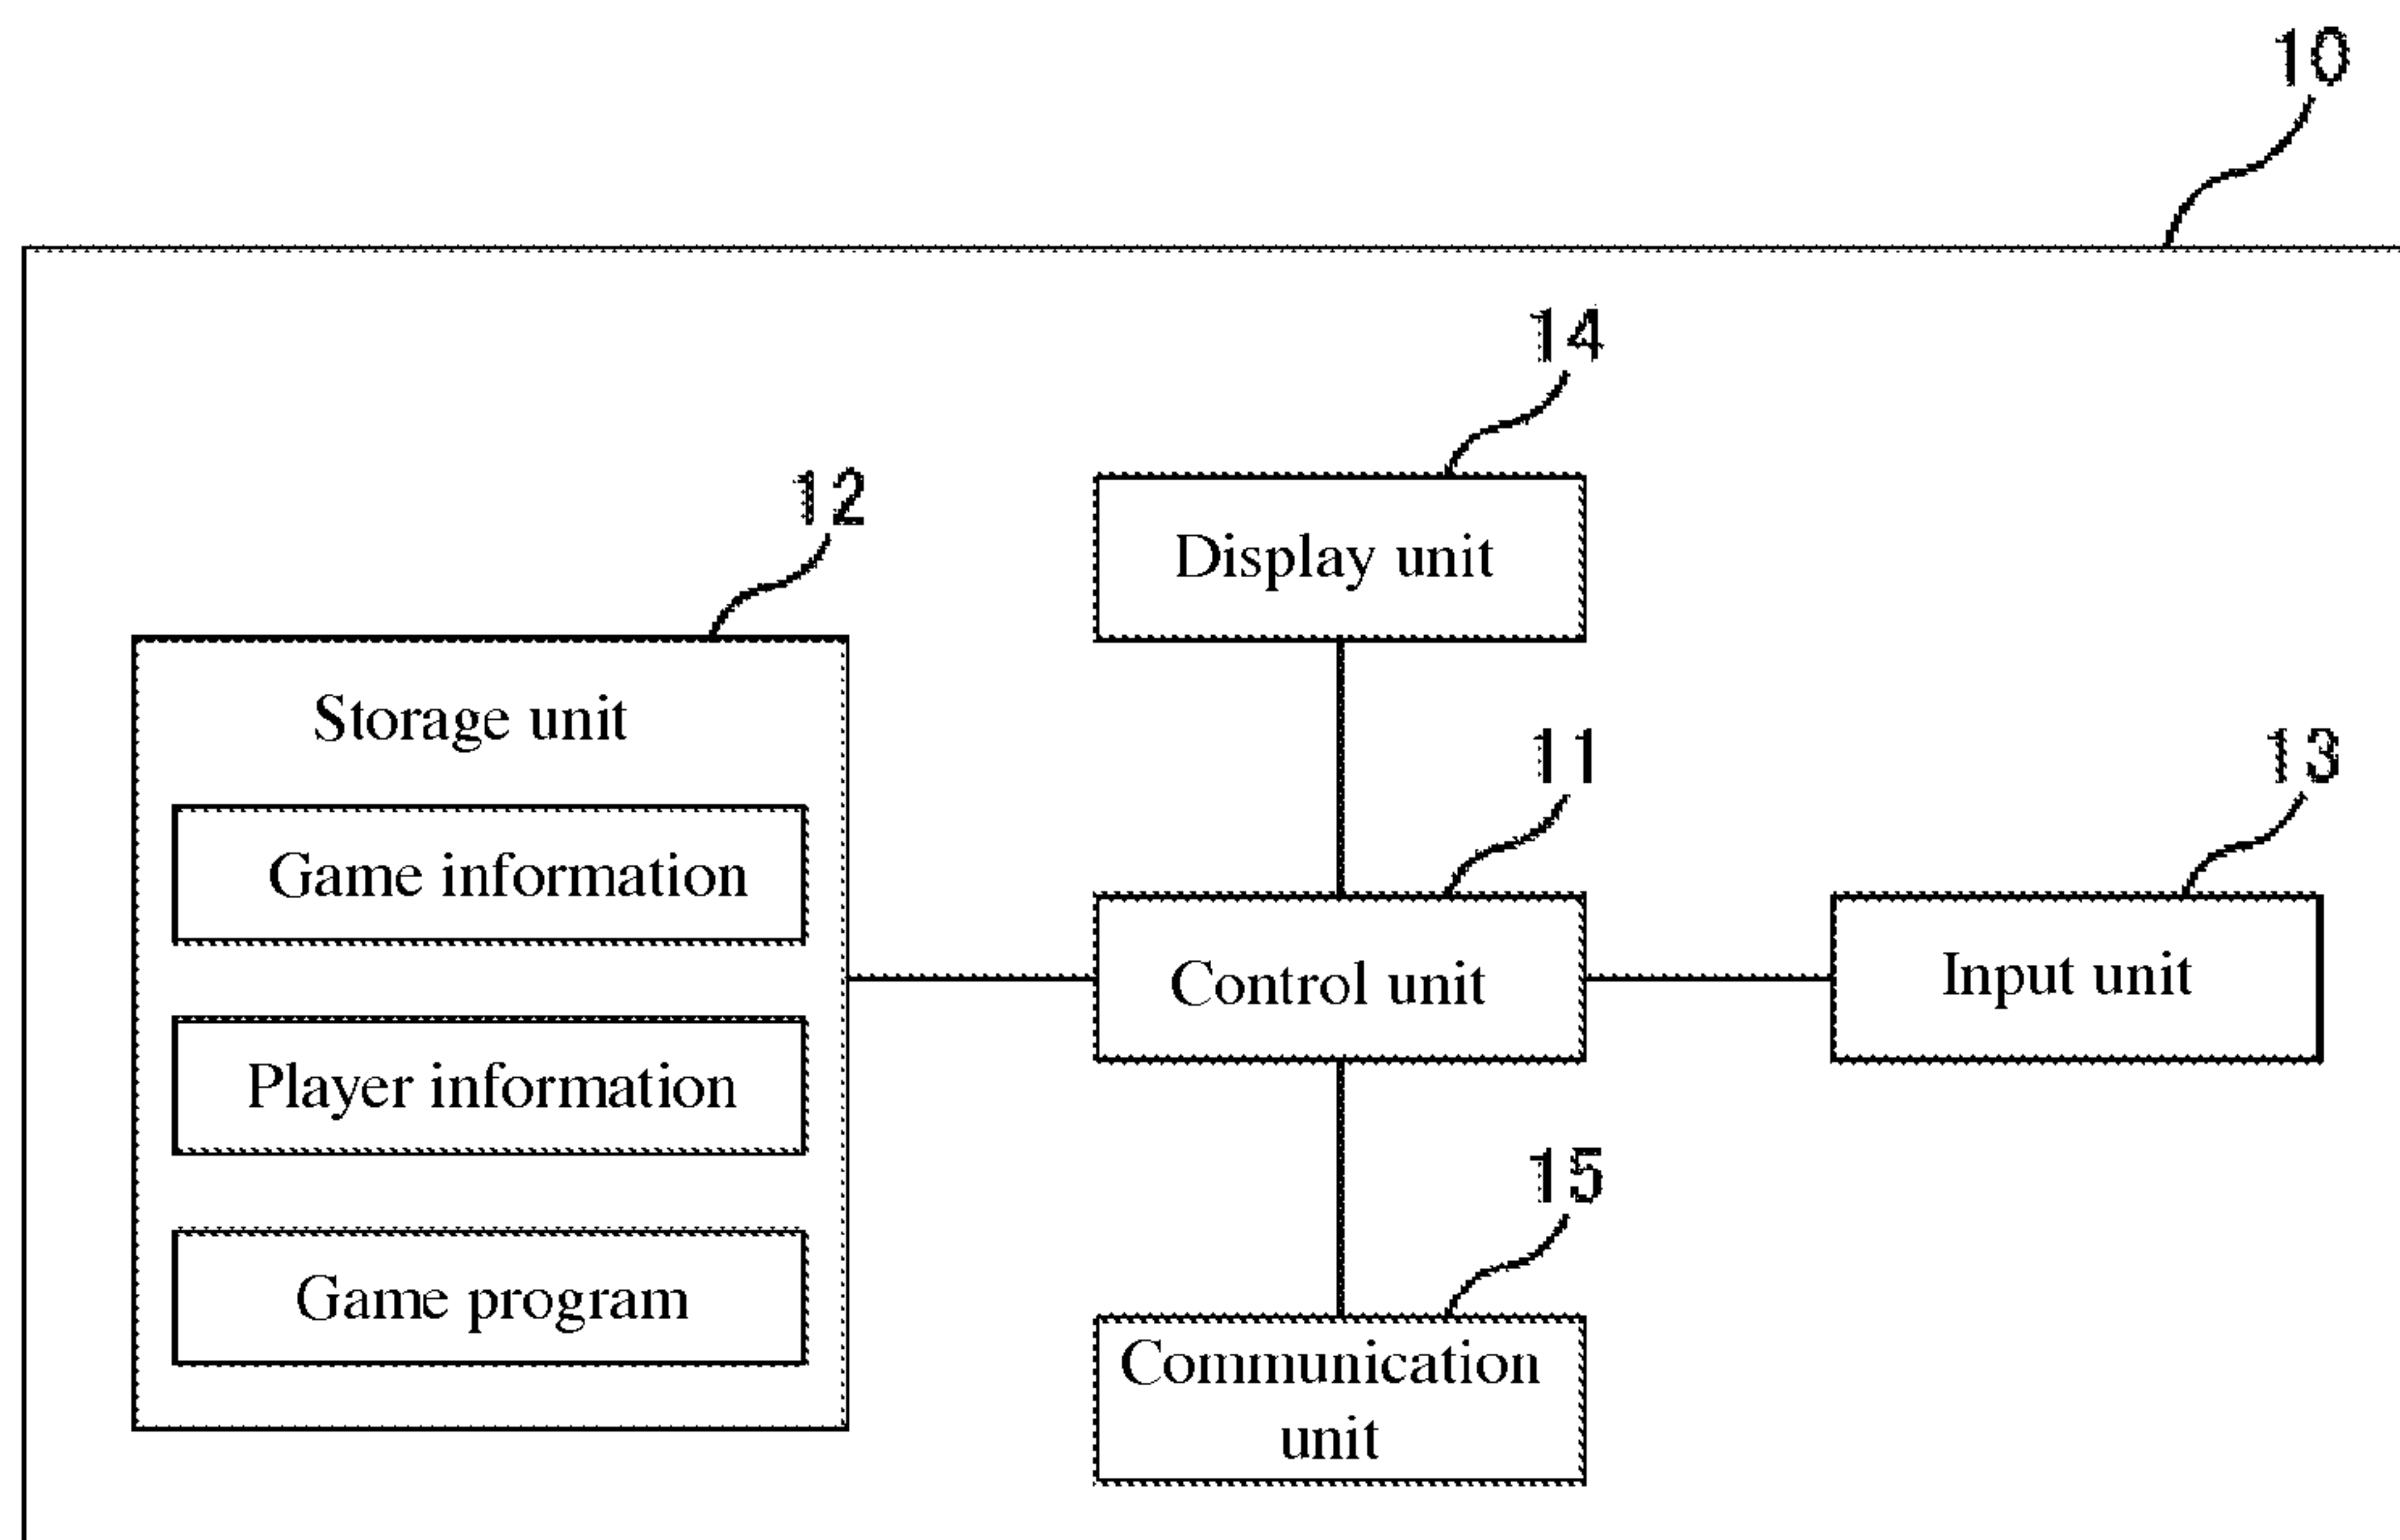 10
14
Display unit
12
Storage unit
Game information
Player information
Game program
11
Control unit
13
Input unit
15
Communication
unit